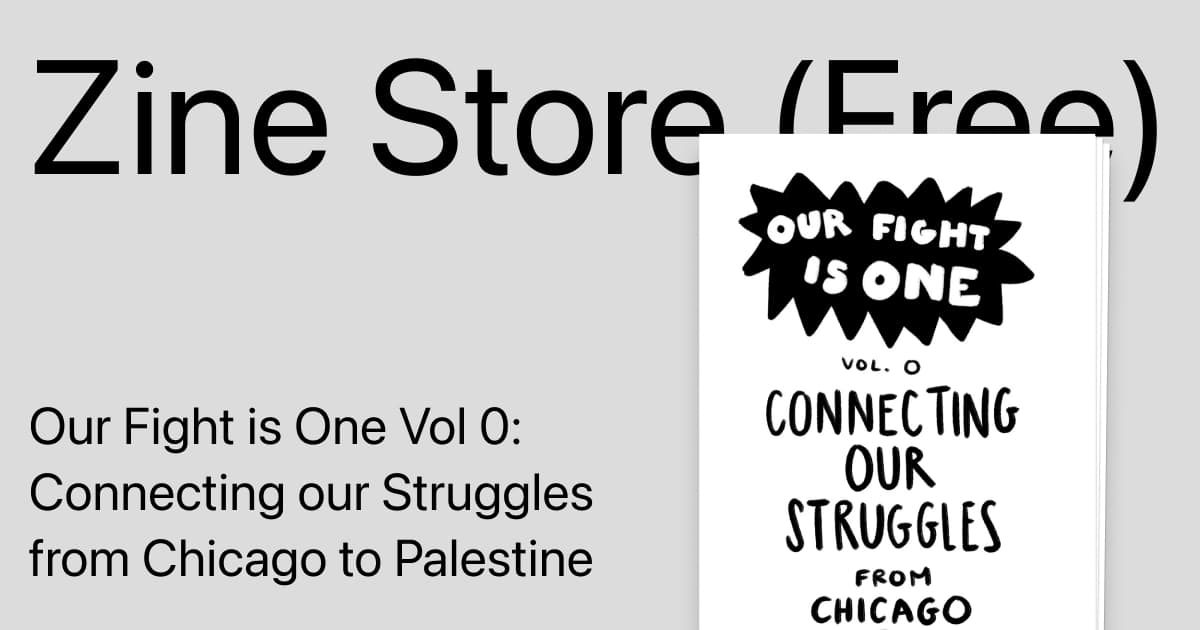 Zine Store (Free)
Our Fight is One Vol 0:
Connecting our Struggles
from Chicago to Palestine
OUR FIGHT
IS ONE
VOL. 0
CONNECTING
OUR
STRUGGLES
FROM
CHICAGO